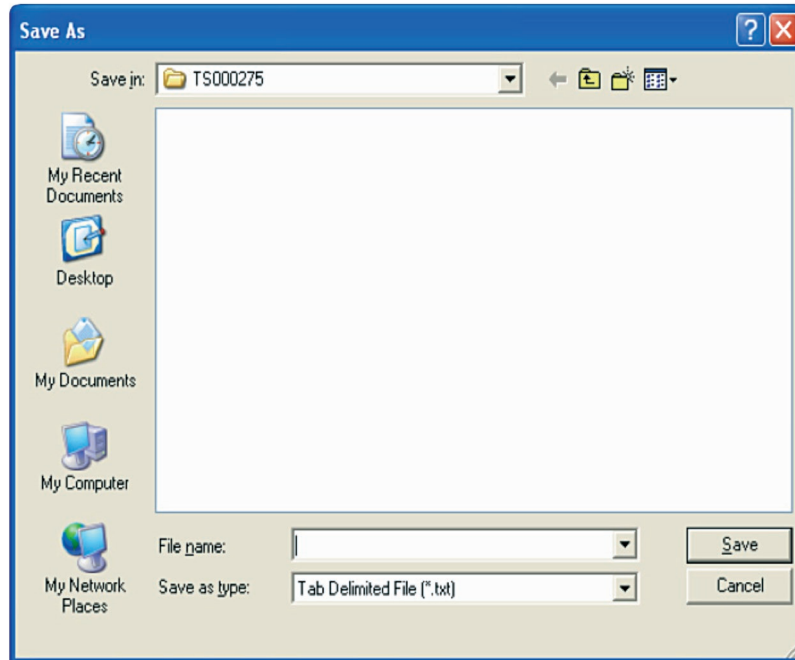 Save As
Save in:
TS000275
My Recent
Documents
Desktop
My Documents
My Computer
My Network
Places
File name:
Save
Save as type:
Tab Delimited File (*.txt)
Cancel